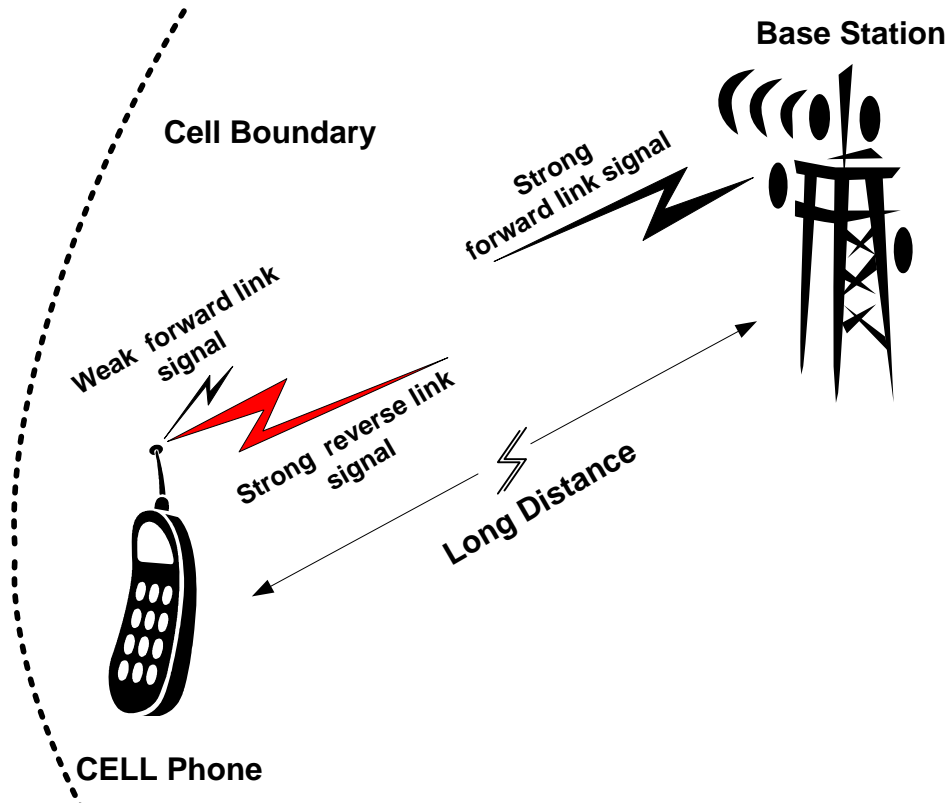 Base Station
Cell Boundary
Strong
forward link signal
Weak forward link
signal
Strong reverse link
signal
Long Distance
CELL Phone